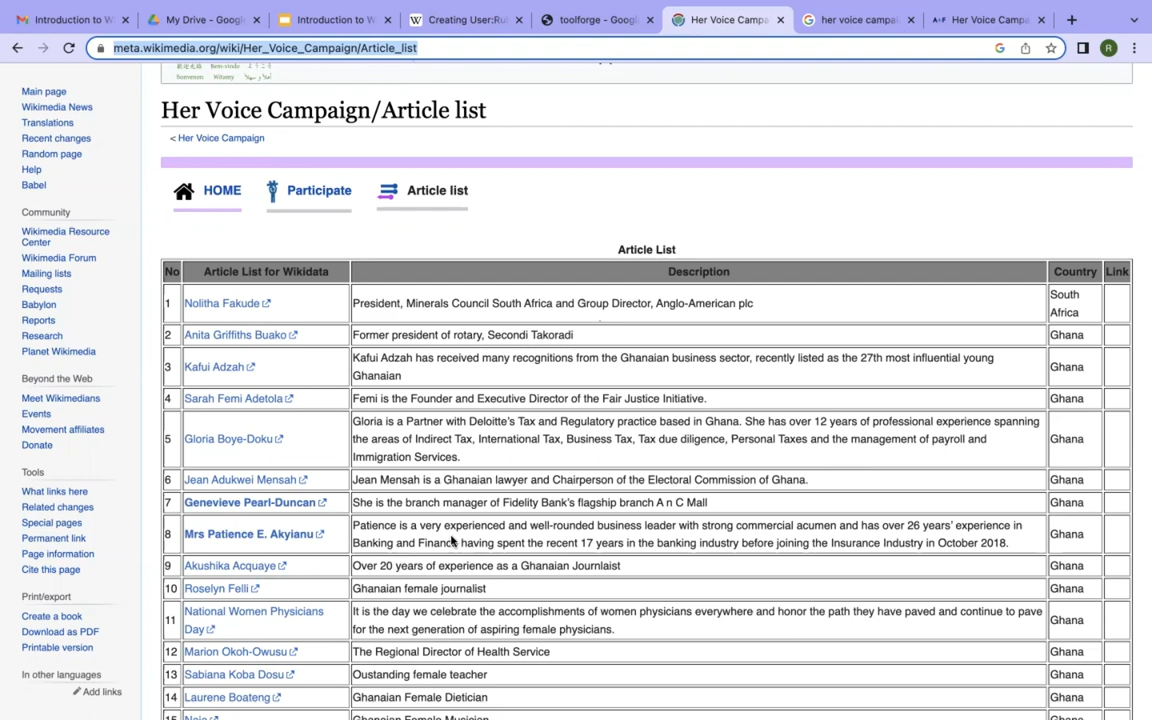 Introduction to W
My Drive - Googl
Introduction to W
Creating User:Ru
toolforge - Goog
Her Voice Campa
her voice campai
Her Voice Campa
meta.wikimedia.org/wiki/Her_Voice_Campaign/Article_list
R
Main page
Wikimedia News
Translations
Recent changes
Random page
Help
Babel
Community
Wikimedia Resource
Center
Wikimedia Forum
Mailing lists
Requests
Babylon
Reports
Research
Planet Wikimedia
Beyond the Web
Meet Wikimedians
Events
Movement affiliates
Donate
Tools
What links here
Related changes
Special pages
Permanent link
Page information
Cite this page
Print/export
Create a book
Download as PDF
Printable version
In other languages
Add links
Her Voice Campaign/Article list
< Her Voice Campaign
HOME Participate Article list
Article List
No Article List for Wikidata Description Country Link
1 Nolitha Fakude President, Minerals Council South Africa and Group Director, Anglo-American plc South
Africa
2 Anita Griffiths Buako Former president of rotary, Secondi Takoradi Ghana
3 Kafui Adzah Kafui Adzah has received many recognitions from the Ghanaian business sector, recently listed as the 27th most influential young Ghana
Ghanaian
4 Sarah Femi Adetola Femi is the Founder and Executive Director of the Fair Justice Initiative. Ghana
Gloria is a Partner with Deloitte's Tax and Regulatory practice based in Ghana. She has over 12 years of professional experience spanning
5 Gloria Boye-Doku the areas of Indirect Tax, International Tax, Business Tax, Tax due diligence, Personal Taxes and the management of payroll and Ghana
Immigration Services.
6 Jean Adukwei Mensah Jean Mensah is a Ghanaian lawyer and Chairperson of the Electoral Commission of Ghana. Ghana
7 Genevieve Pearl-Duncan She is the branch manager of Fidelity Bank's flagship branch A n C Mall Ghana
8 Mrs Patience E. Akyianu Patience is a very experienced and well-rounded business leader with strong commercial acumen and has over 26 years' experience in Ghana
Banking and Finance having spent the recent 17 years in the banking industry before joining the Insurance Industry in October 2018.
9 Akushika Acquaye Over 20 years of experience as a Ghanaian Journlaist Ghana
10 Roselyn Felli Ghanaian female journalist Ghana
11 National Women Physicians It is the day we celebrate the accomplishments of women physicians everywhere and honor the path they have paved and continue to pave Ghana
Day for the next generation of aspiring female physicians.
12 Marion Okoh-Owusu The Regional Director of Health Service Ghana
13 Sabiana Koba Dosu Oustanding female teacher Ghana
14 Laurene Boateng Ghanaian Female Dietician Ghana